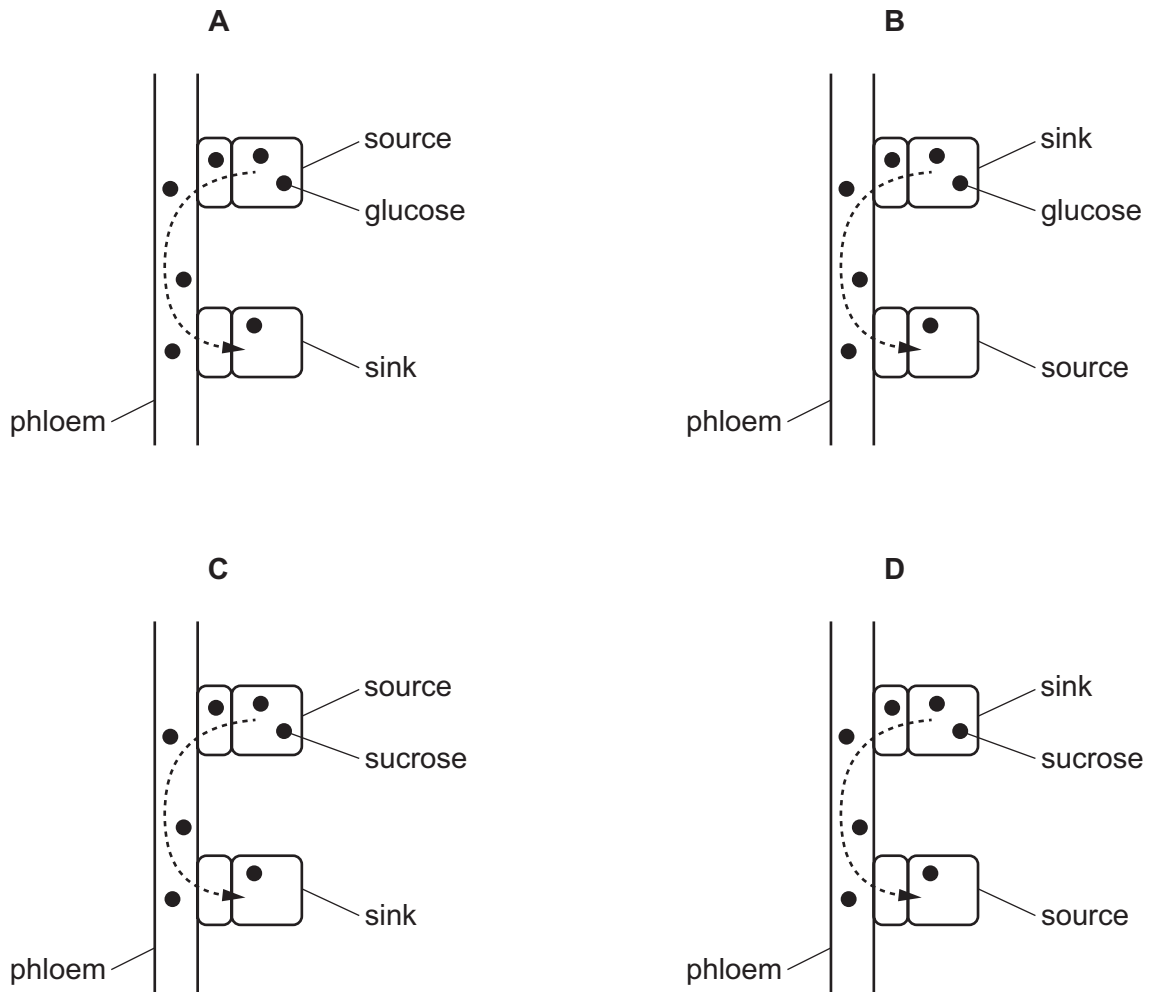 A
source
glucose
sink
phloem
B
sink
glucose
source
phloem
C
source
sucrose
sink
phloem
D
sink
sucrose
source
phloem